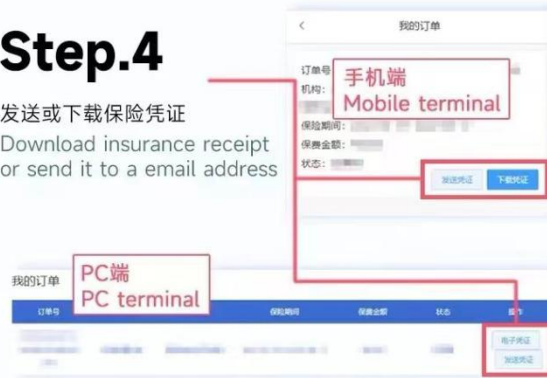 Step.4
发送或下载保险凭证
Download insurance receipt
or send it to a email address
我的订单
订单号
机构：
保险期间：
保费金额：
状态：
手机端
Mobile terminal
发送凭证
下载凭证
我的订单
PC端
PC terminal
订单号
保险期间
保费金额
状态
电子凭证
发送凭证